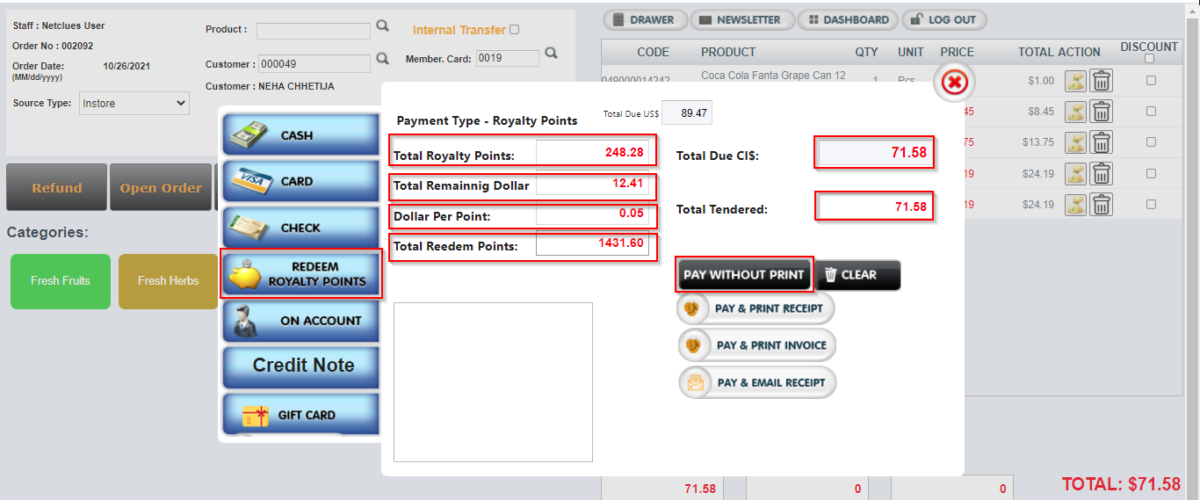 Staff : Netclues User
Order No : 002092
Order Date: 10/26/2021
(MM/dd/yyyy)
Source Type: Instore
Product :
Customer : 000049
Customer : NEHA CHHETIJA
Internal Transfer
Member. Card: 0019
DRAWER
NEWSLETTER
DASHBOARD
LOG OUT
CODE PRODUCT QTY UNIT PRICE TOTAL ACTION DISCOUNT
049000014242 Coca Cola Fanta Grape Can 12 1 Pcs $1.00
45 $8.45
75 $13.75
19 $24.19
19 $24.19
Refund
Open Order
Categories:
Fresh Fruits
Fresh Herbs
CASH
VISA
CARD
CHECK
REDEEM
ROYALTY POINTS
ON ACCOUNT
Credit Note
GIFT CARD
Payment Type - Royalty Points
Total Due US$ 89.47
Total Royalty Points: 248.28
Total Remainnig Dollar 12.41
Dollar Per Point: 0.05
Total Reedem Points: 1431.60
Total Due CI$: 71.58
Total Tendered: 71.58
PAY WITHOUT PRINT
CLEAR
PAY & PRINT RECEIPT
PAY & PRINT INVOICE
PAY & EMAIL RECEIPT
71.58 0 0
TOTAL: $71.58